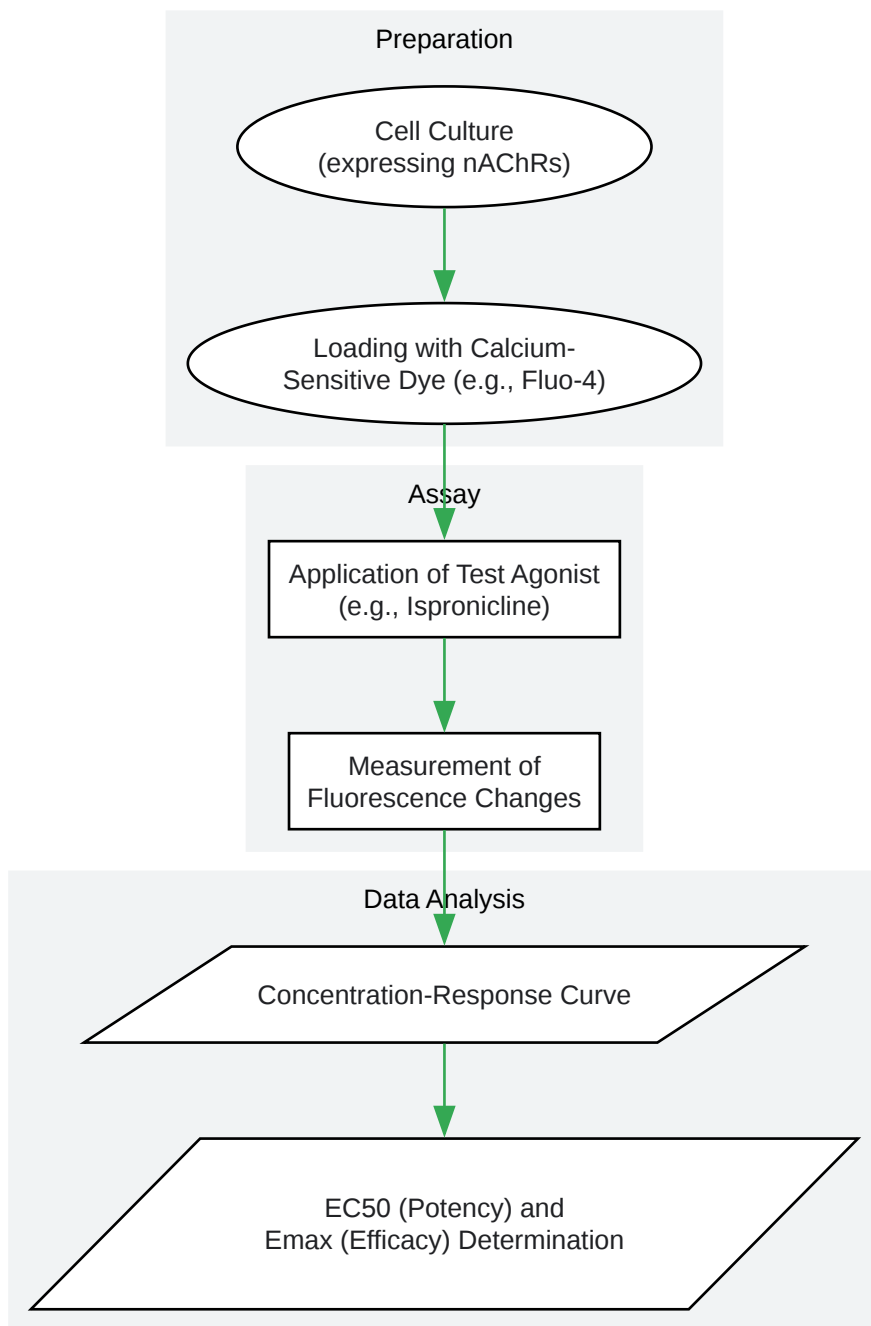 Preparation
Cell Culture
(expressing nAChRs)
Loading with Calcium-
Sensitive Dye (e.g., Fluo-4)
Assay
Application of Test Agonist
(e.g., Ispronicline)
Measurement of
Fluorescence Changes
Data Analysis
Concentration-Response Curve
EC50 (Potency) and
Emax (Efficacy) Determination